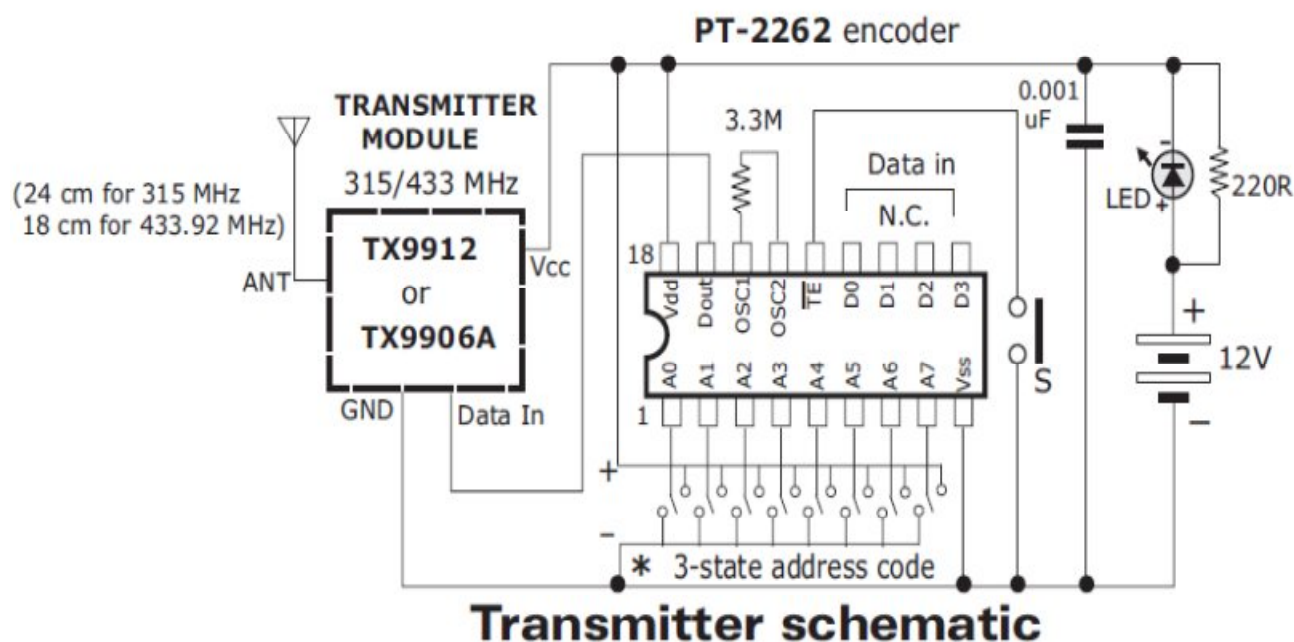 PT-2262 encoder
TRANSMITTER
MODULE
315/433 MHz
(24 cm for 315 MHz
18 cm for 433.92 MHz)
ANT
TX9912
or
TX9906A
Vcc
GND
Data In
3.3M
Data in
N.C.
0.001
uF
-
LED
+
220R
18
Vdd
Dout
OSC1
OSC2
TE
D0
D1
D2
D3
A0
A1
A2
A3
A4
A5
A6
A7
Vss
1
S
+
12V
-
+
-
* 3-state address code
Transmitter schematic